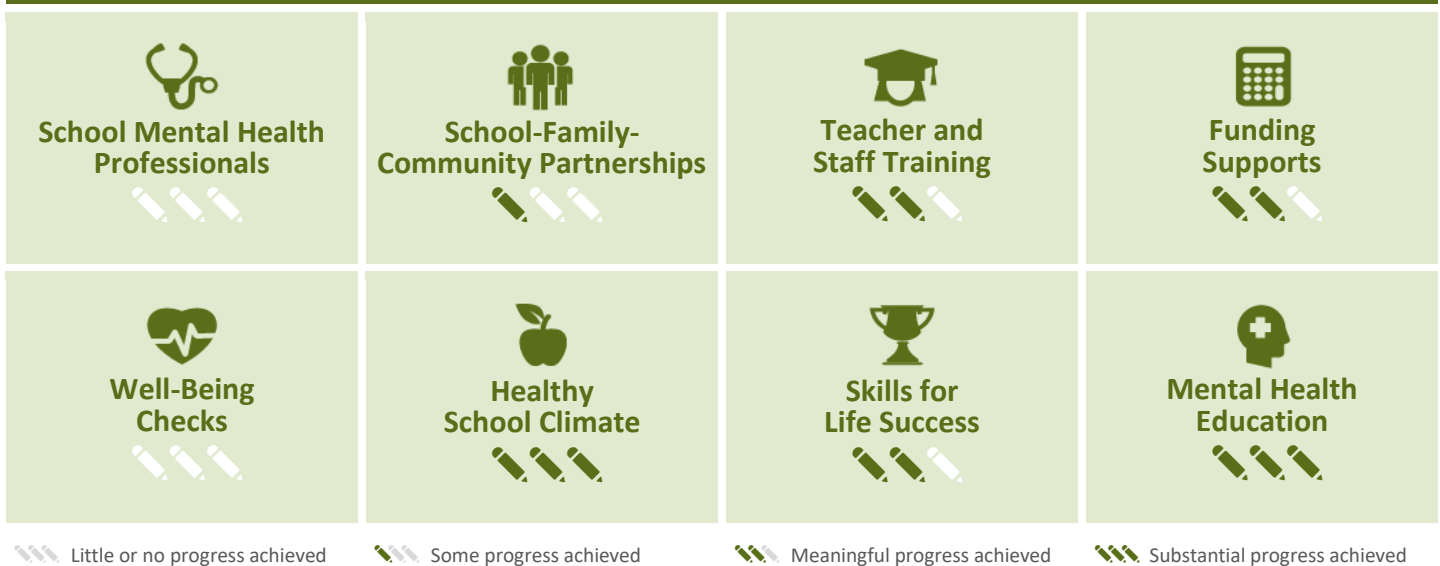 School Mental Health
Professionals
School-Family-
Community Partnerships
Teacher and
Staff Training
Funding
Supports
Well-Being
Checks
Healthy
School Climate
Skills for
Life Success
Mental Health
Education
Little or no progress achieved
Some progress achieved
Meaningful progress achieved
Substantial progress achieved